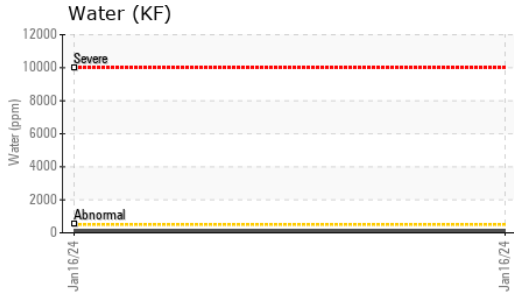 Water (KF)
12000
Severe
10000
8000
6000
4000
2000
Abnormal
0
Water (ppm)
Jan16/24
Jan16/24